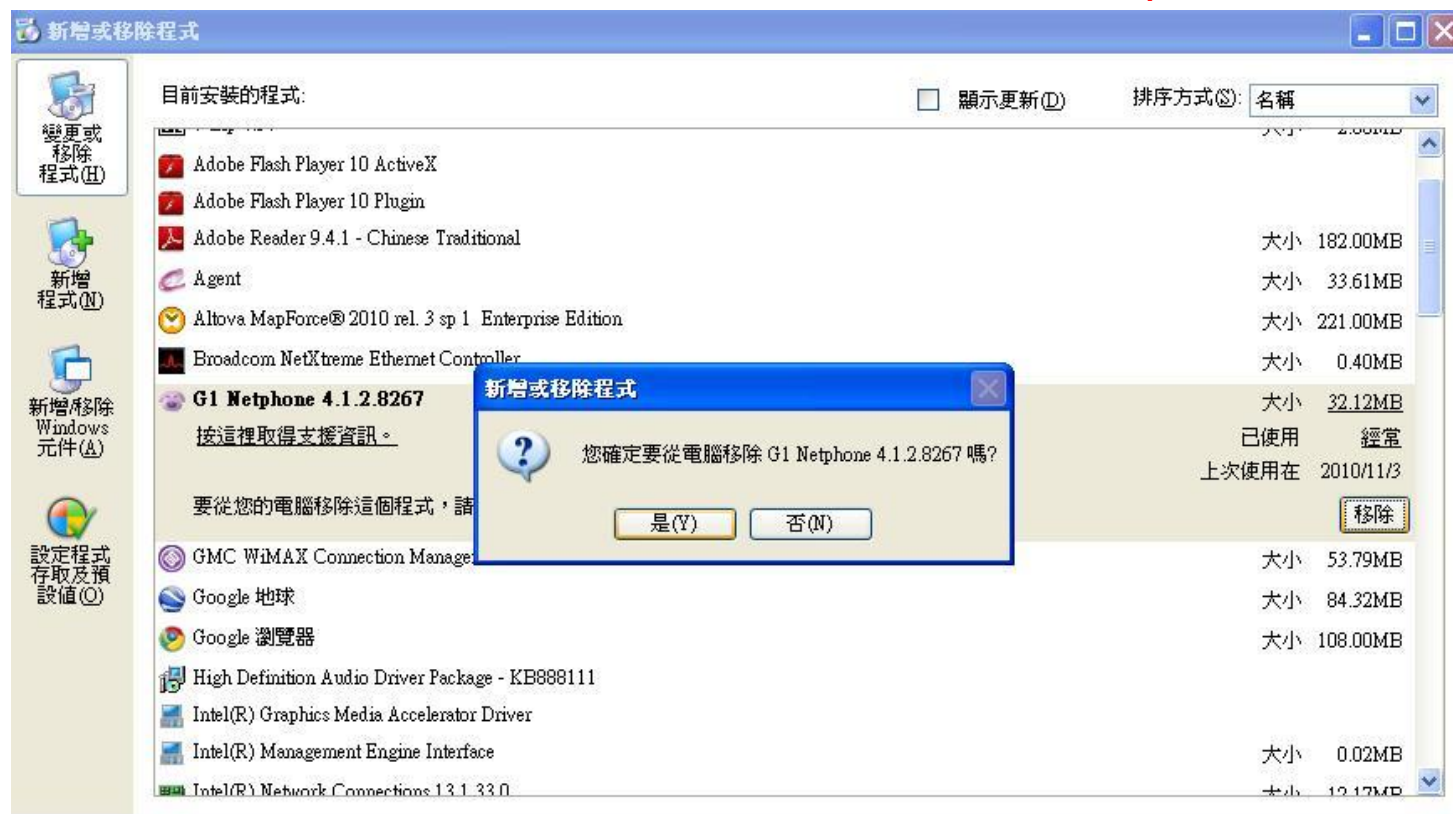 新增或移除程式
變更或
移除
程式(H)
新增
程式(N)
新增/移除
Windows
元件(A)
設定程式
存取及預
設值(O)
目前安裝的程式:
顯示更新(D)
排序方式(S): 名稱
Adobe Flash Player 10 ActiveX
Adobe Flash Player 10 Plugin
Adobe Reader 9.4.1 - Chinese Traditional 大小 182.00MB
Agent 大小 33.61MB
Altova MapForce® 2010 rel. 3 sp 1 Enterprise Edition 大小 221.00MB
Broadcom NetXtreme Ethernet Controller 大小 0.40MB
G1 Netphone 4.1.2.8267 大小 32.12MB
按這裡取得支援資訊。 已使用 經常
上次使用在 2010/11/3
要從您的電腦移除這個程式，請 移除
新增或移除程式
您確定要從電腦移除 G1 Netphone 4.1.2.8267 嗎?
是(Y) 否(N)
GMC WiMAX Connection Manage 大小 53.79MB
Google 地球 大小 84.32MB
Google 瀏覽器 大小 108.00MB
High Definition Audio Driver Package - KB888111
Intel(R) Graphics Media Accelerator Driver
Intel(R) Management Engine Interface 大小 0.02MB
Intel(R) Network Connections 13.1.33.0 大小 12.17MB